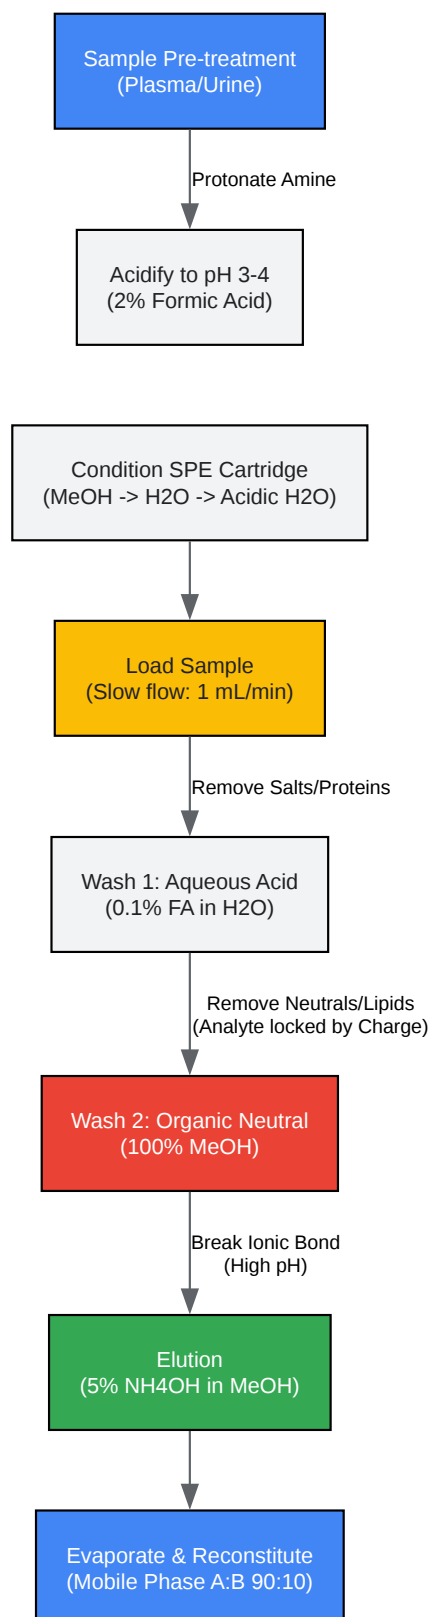 Sample Pre-treatment
(Plasma/Urine)
Protonate Amine
Acidify to pH 3-4
(2% Formic Acid)
Condition SPE Cartridge
(MeOH -> H2O -> Acidic H2O)
Load Sample
(Slow flow: 1 mL/min)
Remove Salts/Proteins
Wash 1: Aqueous Acid
(0.1% FA in H2O)
Remove Neutrals/Lipids
(Analyte locked by Charge)
Wash 2: Organic Neutral
(100% MeOH)
Break Ionic Bond
(High pH)
Elution
(5% NH4OH in MeOH)
Evaporate & Reconstitute
(Mobile Phase A:B 90:10)